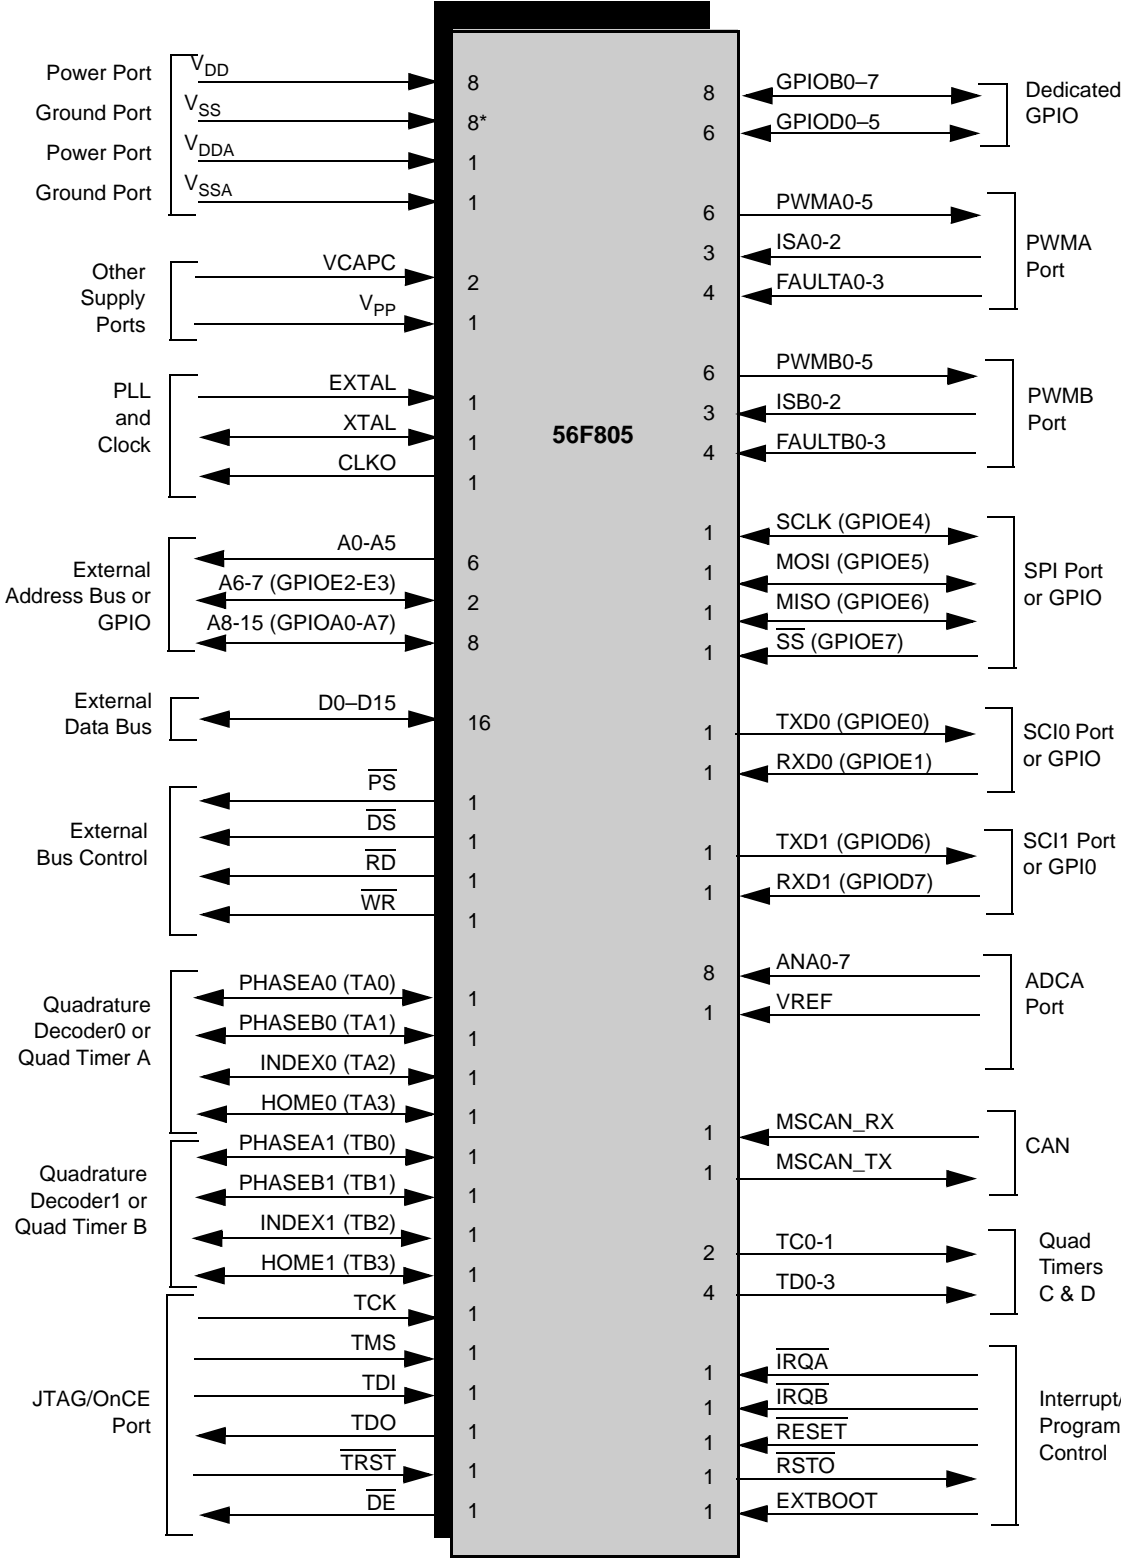 Power Port
V_DD
8
Ground Port
V_SS
8*
Power Port
V_DDA
1
Ground Port
V_SSA
1
Other
Supply
Ports
VCAPC
2
V_PP
1
PLL
and
Clock
EXTAL
1
XTAL
1
CLKO
1
External
Address Bus or
GPIO
A0-A5
6
A6-7 (GPIOE2-E3)
2
A8-15 (GPIOA0-A7)
8
External
Data Bus
D0–D15
16
External
Bus Control
PS
1
DS
1
RD
1
WR
1
Quadrature
Decoder0 or
Quad Timer A
PHASEA0 (TA0)
1
PHASEB0 (TA1)
1
INDEX0 (TA2)
1
HOME0 (TA3)
1
Quadrature
Decoder1 or
Quad Timer B
PHASEA1 (TB0)
1
PHASEB1 (TB1)
1
INDEX1 (TB2)
1
HOME1 (TB3)
1
JTAG/OnCE
Port
TCK
1
TMS
1
TDI
1
TDO
1
TRST
1
DE
1
56F805
8
GPIOB0–7
6
GPIOD0–5
Dedicated
GPIO
6
PWMA0-5
3
ISA0-2
4
FAULTA0-3
PWMA
Port
6
PWMB0-5
3
ISB0-2
4
FAULTB0-3
PWMB
Port
1
SCLK (GPIOE4)
1
MOSI (GPIOE5)
1
MISO (GPIOE6)
1
SS (GPIOE7)
SPI Port
or GPIO
1
TXD0 (GPIOE0)
1
RXD0 (GPIOE1)
SCI0 Port
or GPIO
1
TXD1 (GPIOD6)
1
RXD1 (GPIOD7)
SCI1 Port
or GPI0
8
ANA0-7
1
VREF
ADCA
Port
1
MSCAN_RX
1
MSCAN_TX
CAN
2
TC0-1
4
TD0-3
Quad
Timers
C & D
1
IRQA
1
IRQB
1
RESET
1
RSTO
1
EXTBOOT
Interrupt/
Program
Control